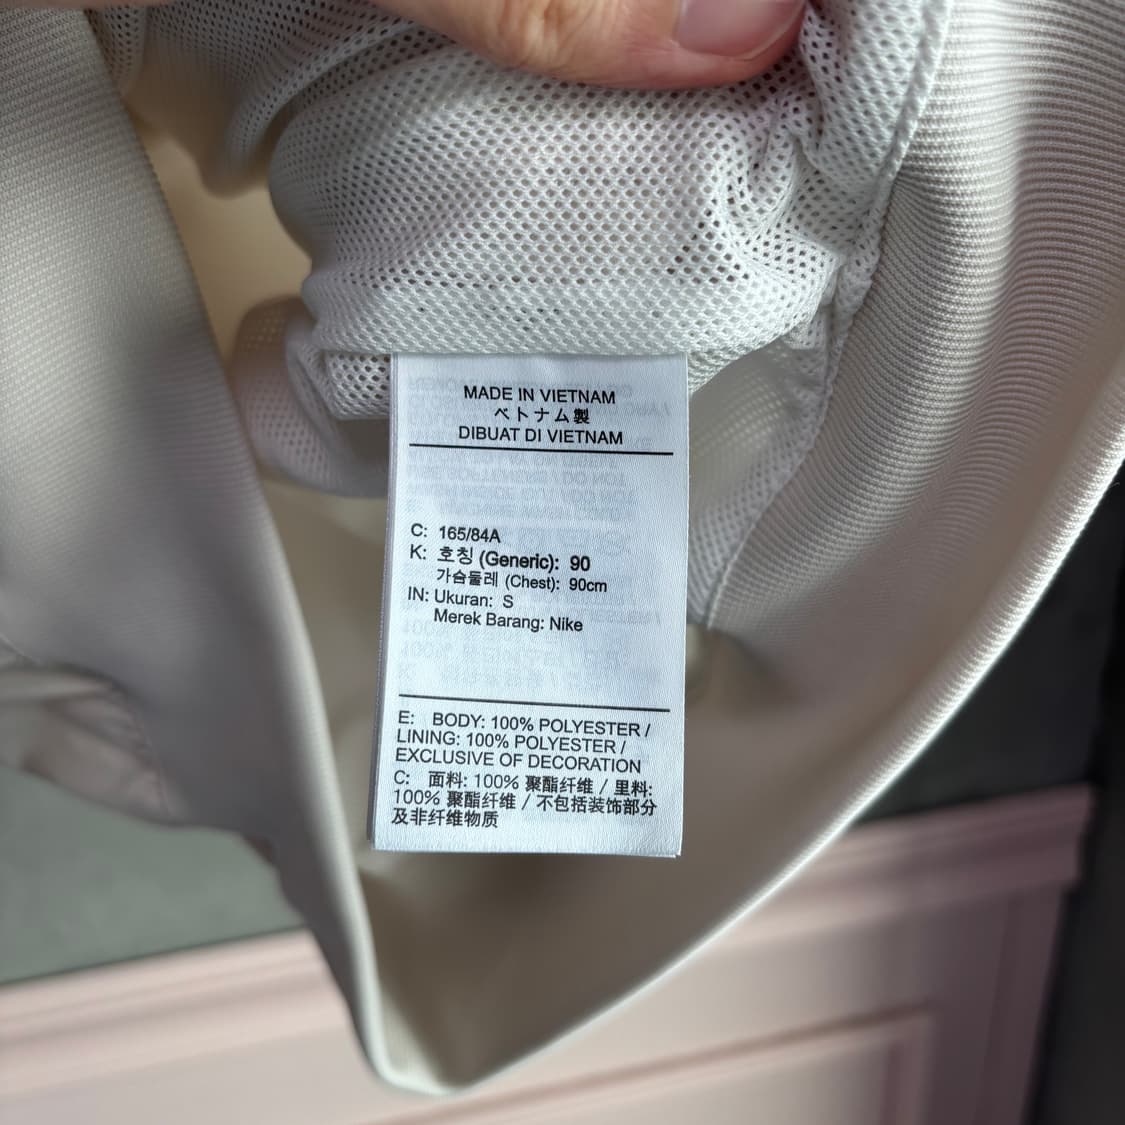 MADE IN VIETNAM
ベトナム製
DIBUAT DI VIETNAM
C: 165/84A
K: 호칭 (Generic): 90
가슴둘레 (Chest): 90cm
IN: Ukuran: S
Merek Barang: Nike
E: BODY: 100% POLYESTER /
LINING: 100% POLYESTER /
EXCLUSIVE OF DECORATION
C: 面料: 100% 聚酯纤维 / 里料:
100% 聚酯纤维 / 不包括装饰部分
及非纤维物质